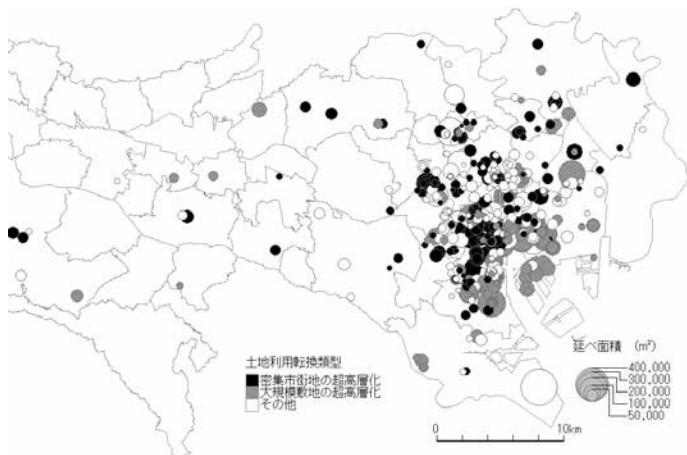 土地利用転換類型
密集市街地の超高層化
大規模敷地の超高層化
その他
延べ面積 (㎡)
400,000
300,000
200,000
100,000
50,000
0 10km